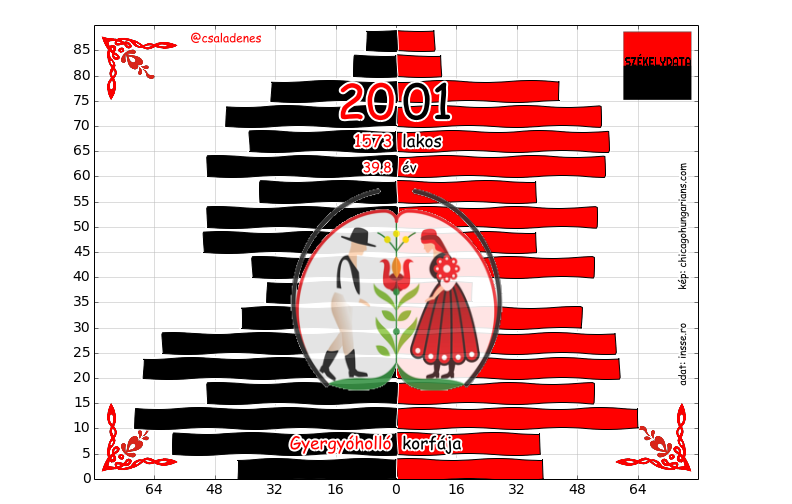 @csaladenes
SZÉKELYDATA
2001
1573 lakos
39.8 év
kép: chicagohungarians.com
adat: insse.ro
Gyergyóholló korfája
85
80
75
70
65
60
55
50
45
40
35
30
25
20
15
10
5
0
64 48 32 16 0 16 32 48 64